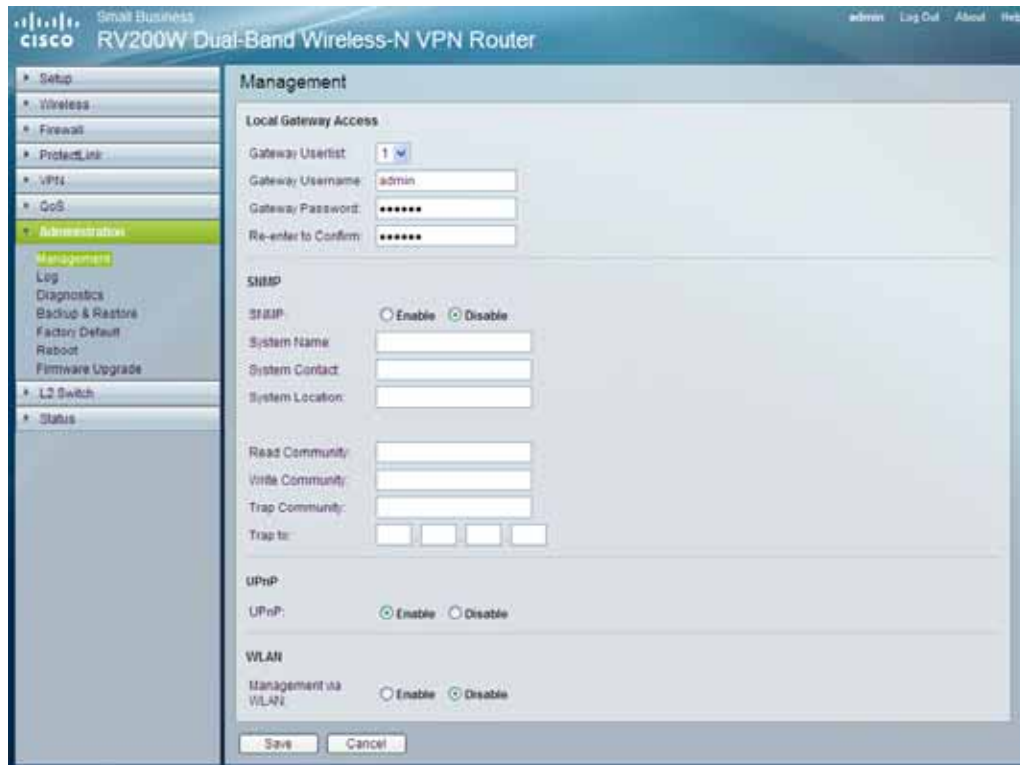 Small Business
CISCO RV200W Dual-Band Wireless-N VPN Router
admin Log Out About Help
Setup
Wireless
Firewall
ProtectLink
VPN
QoS
Administration
Management
Log
Diagnostics
Backup & Restore
Factory Default
Reboot
Firmware Upgrade
L2 Switch
Status
Management
Local Gateway Access
Gateway Userlist: 1
Gateway Username: admin
Gateway Password: ••••••
Re-enter to Confirm: ••••••
SNMP
SNMP: Enable Disable
System Name:
System Contact:
System Location:
Read Community:
Write Community:
Trap Community:
Trap to:
UPnP
UPnP: Enable Disable
WLAN
Management via
WLAN: Enable Disable
Save Cancel